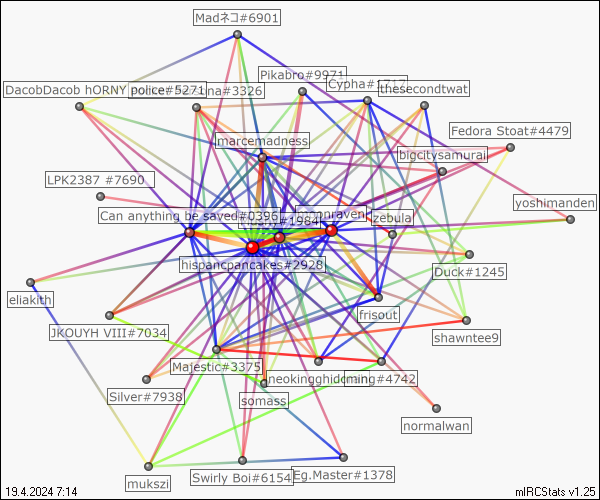 Madネコ#6901
Pikabro#9971
Cypha#1717
thesecondtwat
DacobDacob hORNY police#5271
#3326
marcemadness
Fedora Stoat#4479
bigcitysamurai
LPK2387 #7690
yoshimanden
Can anything be saved#0396
#1984
zebula
hispancpancakes#2928
Duck#1245
eliakith
frisout
JKOUYH VIII#7034
shawntee9
Majestic#3375
neokingghidorah
#4742
Silver#7938
somass
normalwan
mukszi
Swirly Boi#6154
Eg.Master#1378
19.4.2024 7:14
mIRCStats v1.25